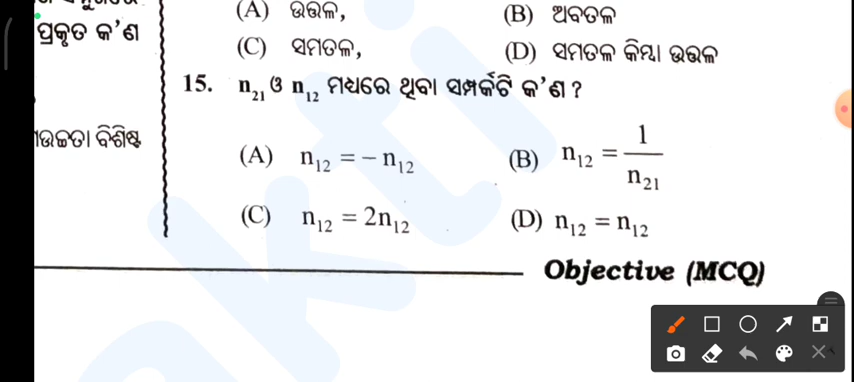 (A) ଉତ୍ତଳ,
(B) ଅବତଳ
ପ୍ରକୃତ କ'ଣ
(C) ସମତଳ,
(D) ସମତଳ କିମ୍ବା ଉତ୍ତଳ
15. n₂₁ ଓ n₁₂ ମଧ୍ୟରେ ଥିବା ସମ୍ପର୍କଟି କ'ଣ ?
ଉଚ୍ଚତା ବିଶିଷ୍ଟ
(A) n₁₂ = − n₁₂
(B) n₁₂ = 1/n₂₁
(C) n₁₂ = 2n₁₂
(D) n₁₂ = n₁₂
Objective (MCQ)